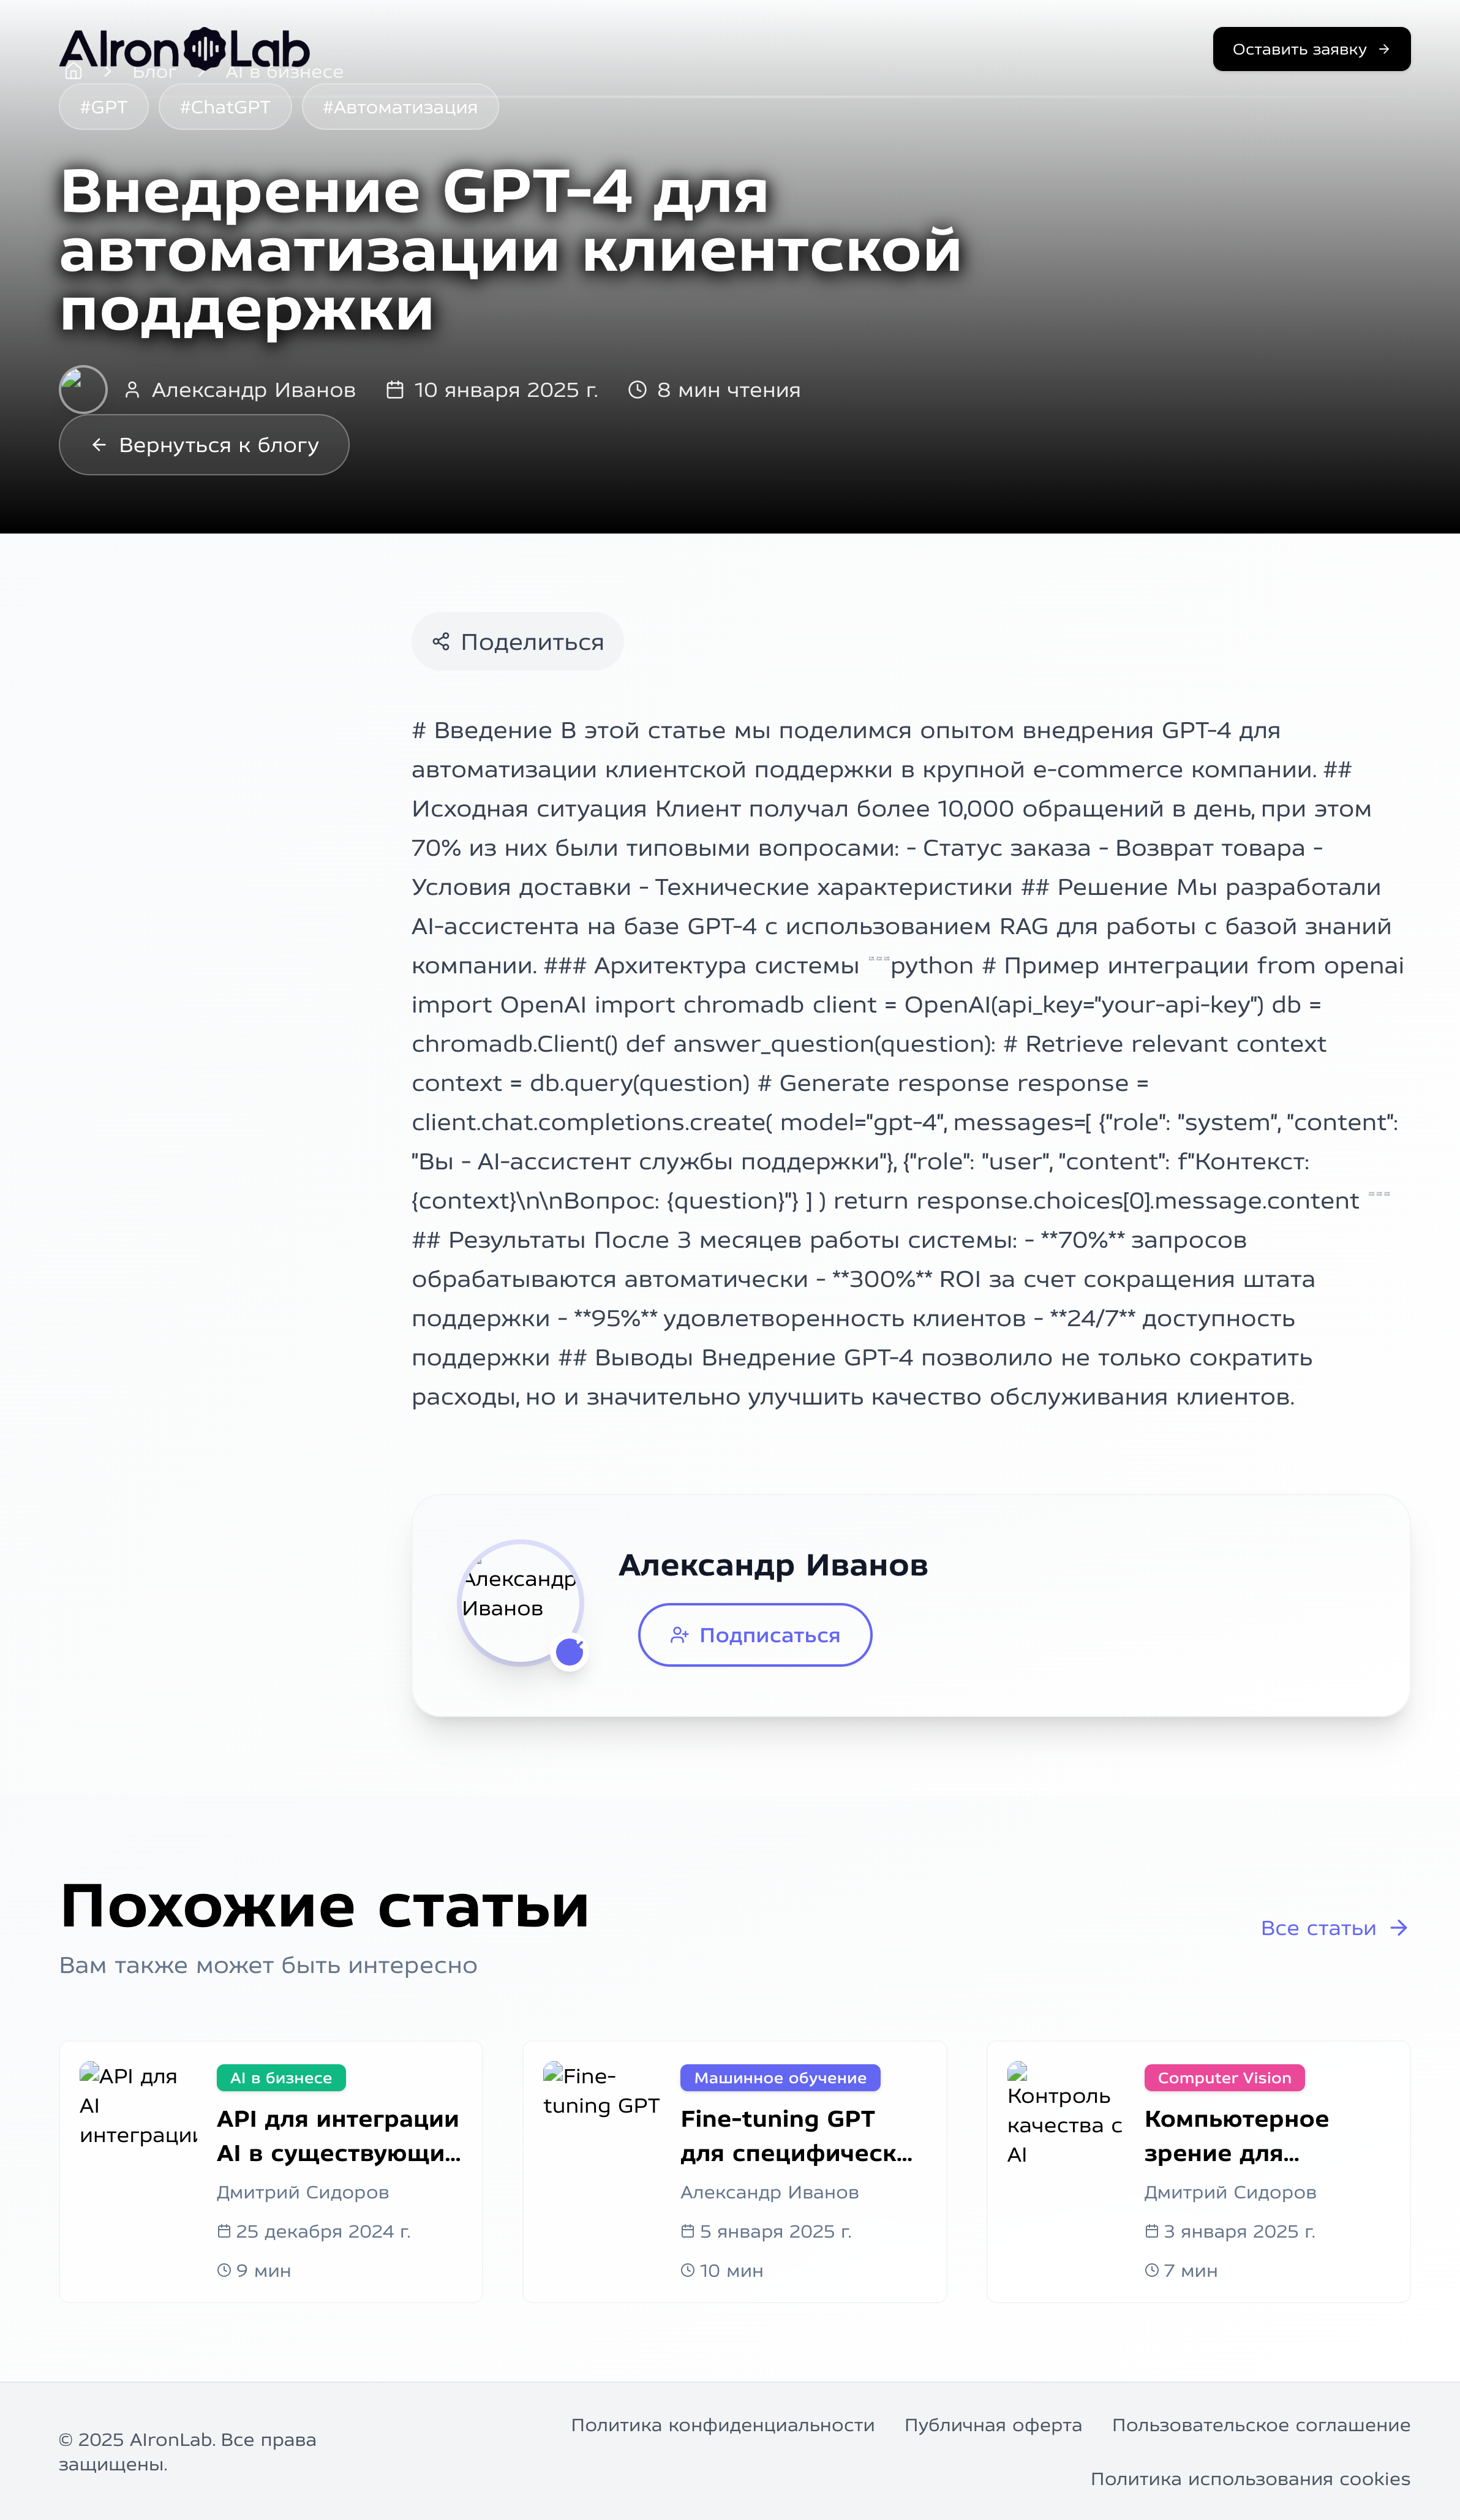 AIronLab
Оставить заявку
Блог AI в бизнесе
#GPT #ChatGPT #Автоматизация
Внедрение GPT-4 для
автоматизации клиентской
поддержки
Александр Иванов 10 января 2025 г. 8 мин чтения
Вернуться к блогу
Поделиться
# Введение В этой статье мы поделимся опытом внедрения GPT-4 для
автоматизации клиентской поддержки в крупной e-commerce компании. ##
Исходная ситуация Клиент получал более 10,000 обращений в день, при этом
70% из них были типовыми вопросами: - Статус заказа - Возврат товара -
Условия доставки - Технические характеристики ## Решение Мы разработали
AI-ассистента на базе GPT-4 с использованием RAG для работы с базой знаний
компании. ### Архитектура системы ```python # Пример интеграции from openai
import OpenAI import chromadb client = OpenAI(api_key="your-api-key") db =
chromadb.Client() def answer_question(question): # Retrieve relevant context
context = db.query(question) # Generate response response =
client.chat.completions.create( model="gpt-4", messages=[ {"role": "system", "content":
"Вы - AI-ассистент службы поддержки"}, {"role": "user", "content": f"Контекст:
{context}\n\nВопрос: {question}"} ] ) return response.choices[0].message.content ```
## Результаты После 3 месяцев работы системы: - **70%** запросов
обрабатываются автоматически - **300%** ROI за счет сокращения штата
поддержки - **95%** удовлетворенность клиентов - **24/7** доступность
поддержки ## Выводы Внедрение GPT-4 позволило не только сократить
расходы, но и значительно улучшить качество обслуживания клиентов.
Александр
Иванов
Александр Иванов
Подписаться
Похожие статьи
Все статьи
Вам также может быть интересно
API для
AI
интеграции
AI в бизнесе
API для интеграции
AI в существующи...
Дмитрий Сидоров
25 декабря 2024 г.
9 мин
Fine-
tuning GPT
Машинное обучение
Fine-tuning GPT
для специфическ...
Александр Иванов
5 января 2025 г.
10 мин
Контроль
качества с
AI
Computer Vision
Компьютерное
зрение для...
Дмитрий Сидоров
3 января 2025 г.
7 мин
© 2025 AIronLab. Все права
защищены.
Политика конфиденциальности Публичная оферта Пользовательское соглашение
Политика использования cookies